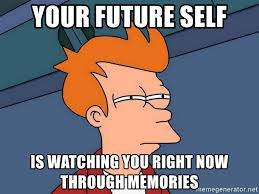 YOUR FUTURE SELF
IS WATCHING YOU RIGHT NOW
THROUGH MEMORIES
memegenerator.net